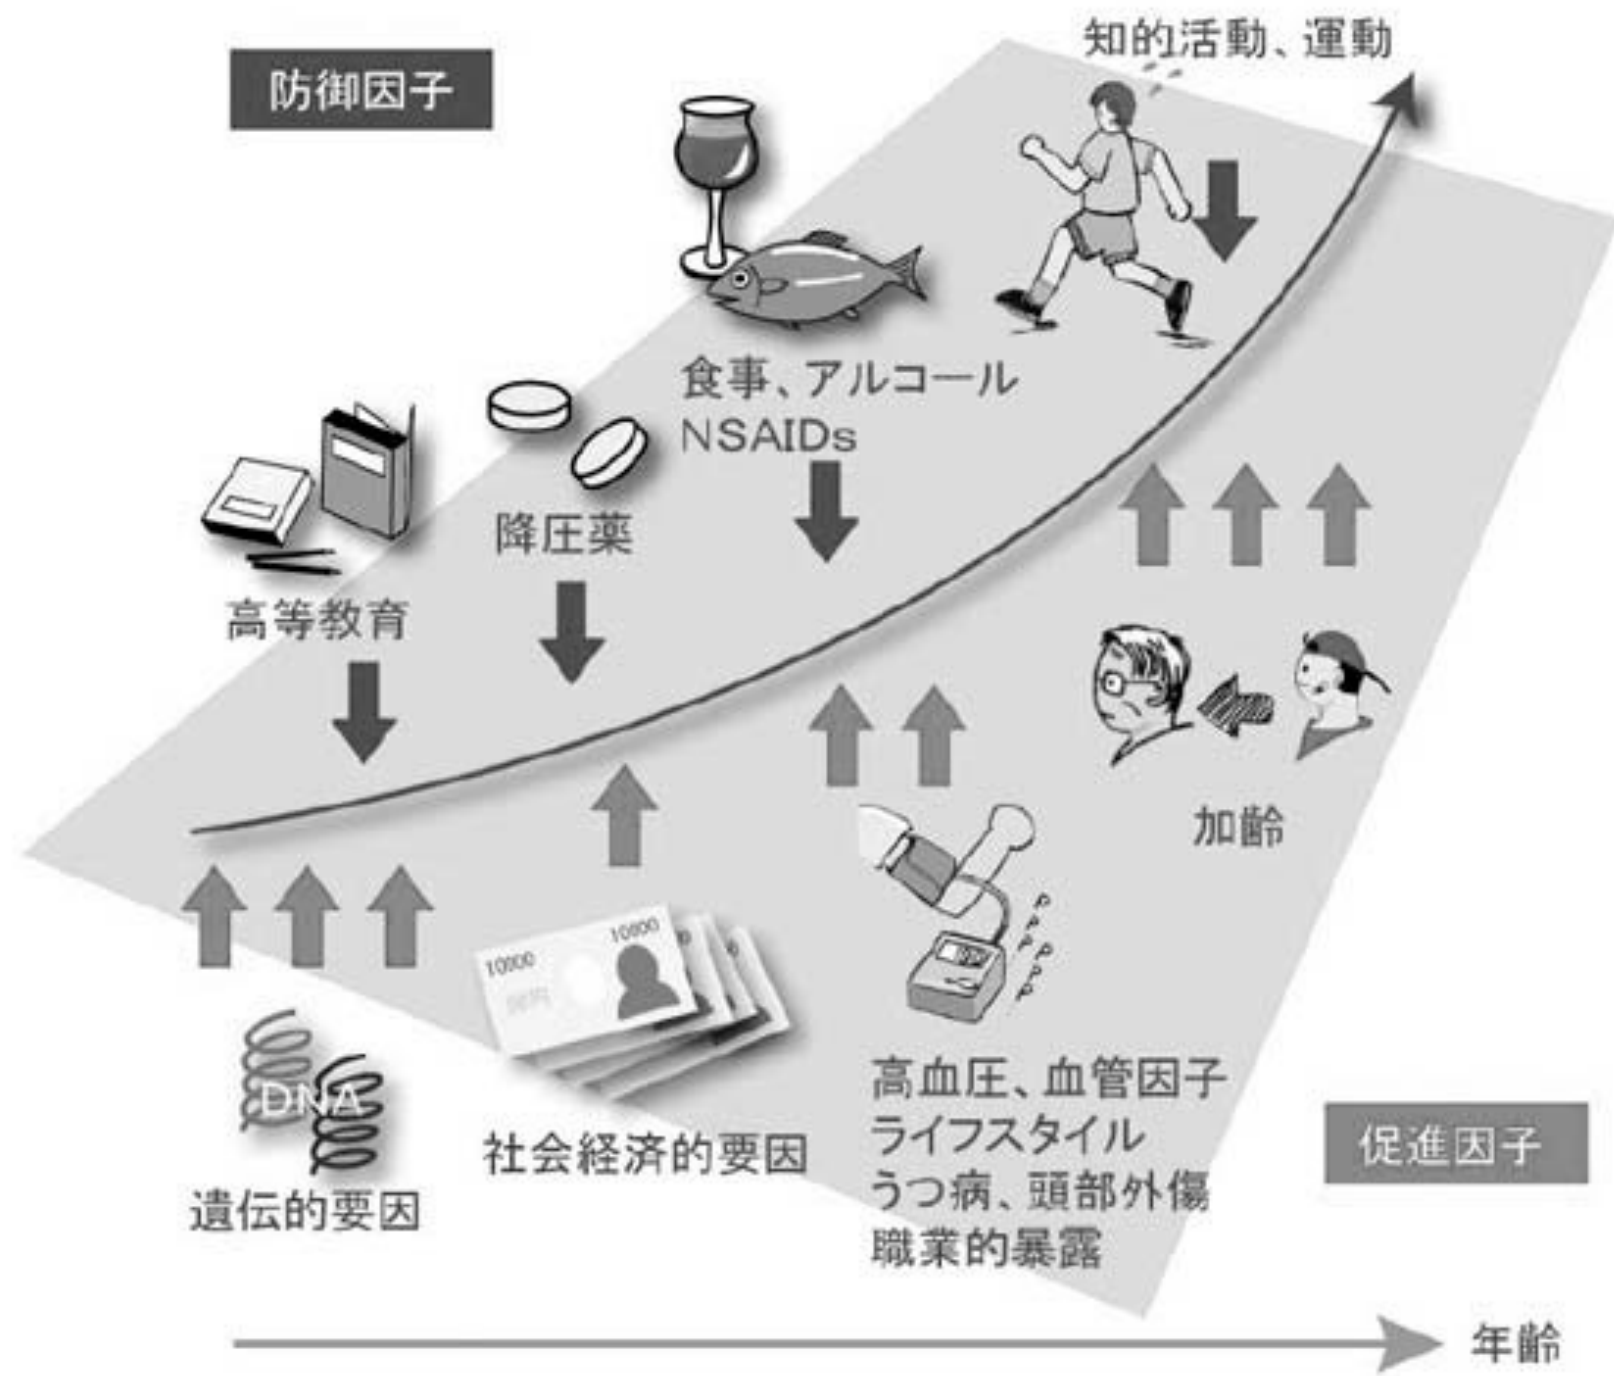 知的活動、運動
防御因子
食事、アルコール
NSAIDs
降圧薬
高等教育
加齢
10000
10000
DNA
高血圧、血管因子
ライフスタイル
うつ病、頭部外傷
職業的暴露
社会経済的要因
遺伝的要因
促進因子
年齢